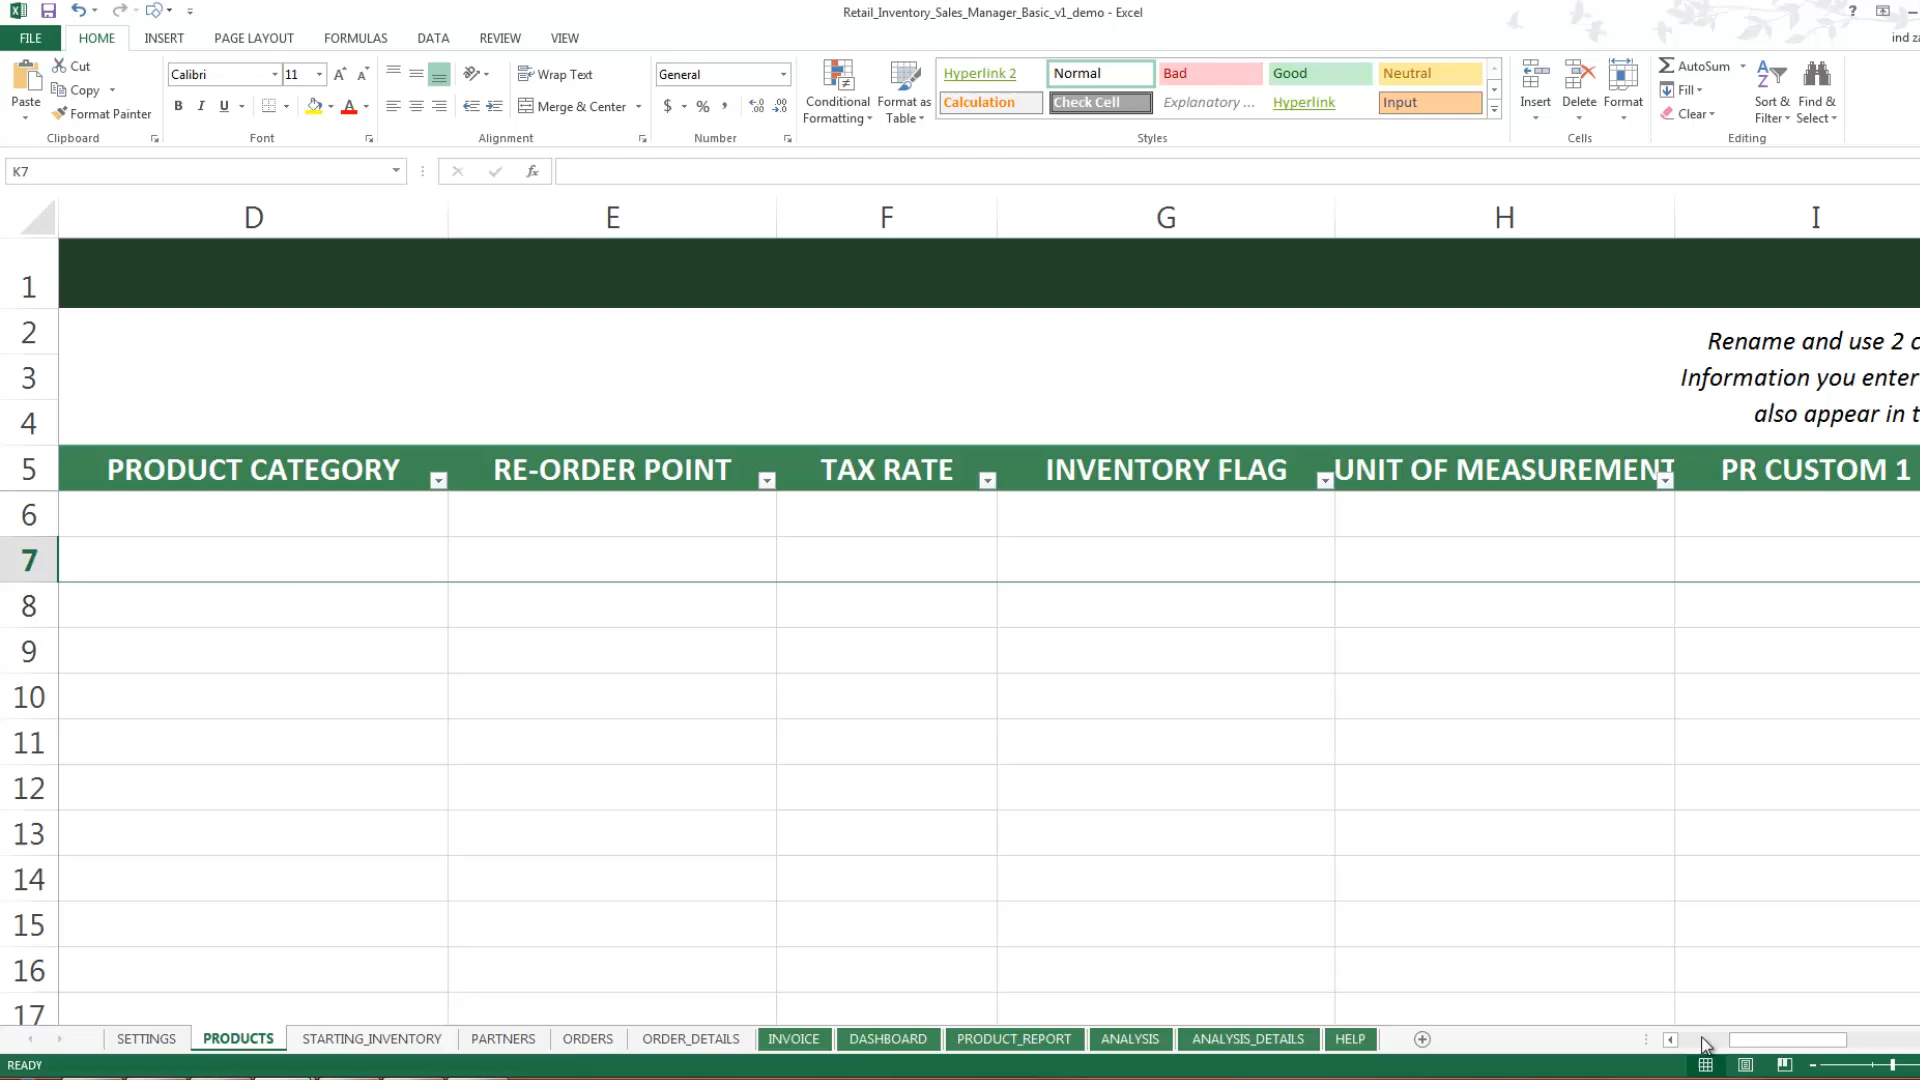 Retail_Inventory_Sales_Manager_Basic_v1_demo - Excel
?
FILE HOME INSERT PAGE LAYOUT FORMULAS DATA REVIEW VIEW
ind za
Paste
Cut
Copy
Format Painter
Clipboard
Calibri 11
B I U
Font
Wrap Text
Merge & Center
Alignment
General
$ % ,
Number
Conditional Formatting
Format as Table
Hyperlink 2 Normal Bad Good Neutral
Calculation Check Cell Explanatory ... Hyperlink Input
Styles
Insert Delete Format
Cells
AutoSum
Fill
Clear
Sort & Filter
Find & Select
Editing
K7
fx
D E F G H I
1
2
Rename and use 2 c
3
Information you enter
4
also appear in t
5 PRODUCT CATEGORY RE-ORDER POINT TAX RATE INVENTORY FLAG UNIT OF MEASUREMENT PR CUSTOM 1
6
7
8
9
10
11
12
13
14
15
16
17
SETTINGS PRODUCTS STARTING_INVENTORY PARTNERS ORDERS ORDER_DETAILS INVOICE DASHBOARD PRODUCT_REPORT ANALYSIS ANALYSIS_DETAILS HELP
READY